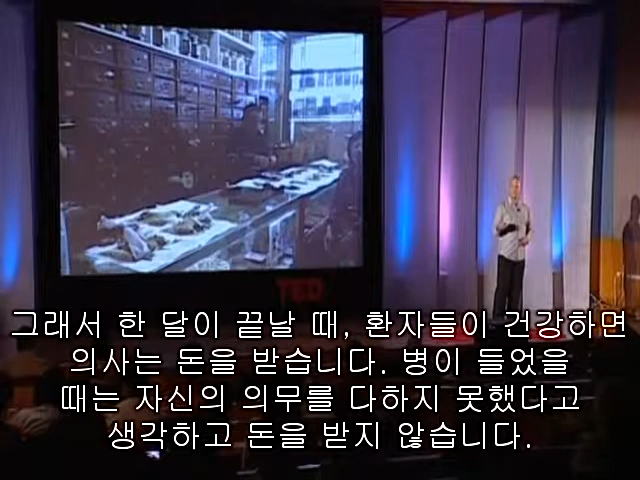 TED
그래서 한 달이 끝날 때, 환자들이 건강하면
의사는 돈을 받습니다. 병이 들었을
때는 자신의 의무를 다하지 못했다고
생각하고 돈을 받지 않습니다.